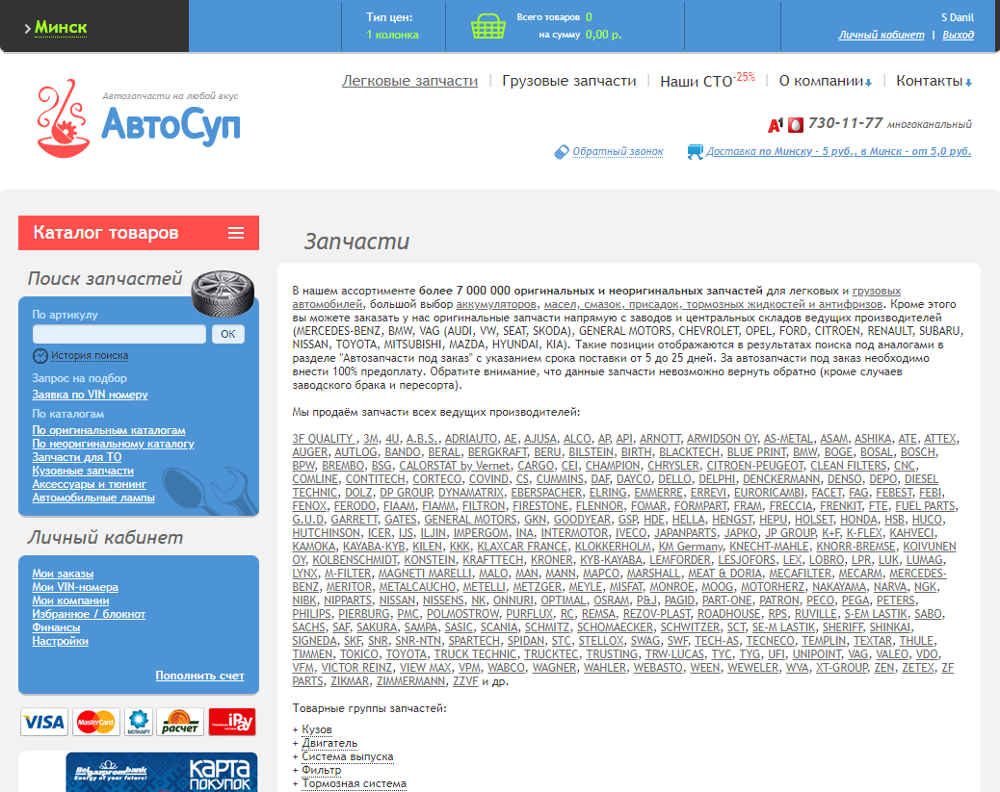 Минск
Тип цен:
1 колонка
Всего товаров 0
на сумму 0,00 р.
S Danil
Личный кабинет | Выход
Автозапчасти на любой вкус
АвтоСуп
Легковые запчасти | Грузовые запчасти | Наши СТО -25% | О компании | Контакты
А1 730-11-77 многоканальный
Обратный звонок
Доставка по Минску - 5 руб., в Минск - от 5,0 руб.
Каталог товаров
Поиск запчастей
По артикулу
ОК
История поиска
Запрос на подбор
Заявка по VIN номеру
По каталогам
По оригинальным каталогам
По неоригинальному каталогу
Запчасти для ТО
Кузовные запчасти
Аксессуары и тюнинг
Автомобильные лампы
Личный кабинет
Мои заказы
Мои VIN-номера
Мои компании
Избранное / блокнот
Финансы
Настройки
Пополнить счет
VISA
MasterCard
БЕЛКАРТ
расчет
iPay
Belgazprombank
Energy of your future!
КАРТА
ПОКУПОК
Запчасти
В нашем ассортименте более 7 000 000 оригинальных и неоригинальных запчастей для легковых и грузовых
автомобилей, большой выбор аккумуляторов, масел, смазок, присадок, тормозных жидкостей и антифризов. Кроме этого
вы можете заказать у нас оригинальные запчасти напрямую с заводов и центральных складов ведущих производителей
(MERCEDES-BENZ, BMW, VAG (AUDI, VW, SEAT, SKODA), GENERAL MOTORS, CHEVROLET, OPEL, FORD, CITROEN, RENAULT, SUBARU,
NISSAN, TOYOTA, MITSUBISHI, MAZDA, HYUNDAI, KIA). Такие позиции отображаются в результатах поиска под аналогами в
разделе "Автозапчасти под заказ" с указанием срока поставки от 5 до 25 дней. За автозапчасти под заказ необходимо
внести 100% предоплату. Обратите внимание, что данные запчасти невозможно вернуть обратно (кроме случаев
заводского брака и пересорта).
Мы продаём запчасти всех ведущих производителей:
3F QUALITY , 3M, 4U, A.B.S., ADRIAUTO, AE, AJUSA, ALCO, AP, API, ARNOTT, ARWIDSON OY, AS-METAL, ASAM, ASHIKA, ATE, ATTEX,
AUGER, AUTLOG, BANDO, BERAL, BERGKRAFT, BERU, BILSTEIN, BIRTH, BLACKTECH, BLUE PRINT, BMW, BOGE, BOSAL, BOSCH,
BPW, BREMBO, BSG, CALORSTAT by Vernet, CARGO, CEI, CHAMPION, CHRYSLER, CITROEN-PEUGEOT, CLEAN FILTERS, CNC,
COMLINE, CONTITECH, CORTECO, COVIND, CS, CUMMINS, DAF, DAYCO, DELLO, DELPHI, DENCKERMANN, DENSO, DEPO, DIESEL
TECHNIC, DOLZ, DP GROUP, DYNAMATRIX, EBERSPACHER, ELRING, EMMERRE, ERREVI, EURORICAMBI, FACET, FAG, FEBEST, FEBI,
FENOX, FERODO, FIAAM, FIAMM, FILTRON, FIRESTONE, FLENNOR, FOMAR, FORMPART, FRAM, FRECCIA, FRENKIT, FTE, FUEL PARTS,
G.U.D, GARRETT, GATES, GENERAL MOTORS, GKN, GOODYEAR, GSP, HDE, HELLA, HENGST, HEPU, HOLSET, HONDA, HSB, HUCO,
HUTCHINSON, ICER, IJS, ILJIN, IMPERGOM, INA, INTERMOTOR, IVECO, JAPANPARTS, JAPKO, JP GROUP, K+F, K-FLEX, KAHVECI,
KAMOKA, KAYABA-KYB, KILEN, KKK, KLAXCAR FRANCE, KLOKKERHOLM, KM Germany, KNECHT-MAHLE, KNORR-BREMSE, KOIVUNEN
OY, KOLBENSCHMIDT, KONSTEIN, KRAFTTECH, KRONER, KYB-KAYABA, LEMFORDER, LESJOFORS, LEX, LOBRO, LPR, LUK, LUMAG,
LYNX, M-FILTER, MAGNETI MARELLI, MALO, MAN, MANN, MAPCO, MARSHALL, MEAT & DORIA, MECAFILTER, MECARM, MERCEDES-
BENZ, MERITOR, METALCAUCHO, METELLI, METZGER, MEYLE, MISFAT, MONROE, MOOG, MOTORHERZ, NAKAYAMA, NARVA, NGK,
NIBK, NIPPARTS, NISSAN, NISSENS, NK, ONNURI, OPTIMAL, OSRAM, P&J, PAGID, PART-ONE, PATRON, PECO, PEGA, PETERS,
PHILIPS, PIERBURG, PMC, POLMOSTROW, PURFLUX, RC, REMSA, REZOV-PLAST, ROADHOUSE, RPS, RUVILLE, S-EM LASTIK, SABO,
SACHS, SAF, SAKURA, SAMPA, SASIC, SCANIA, SCHMITZ, SCHOMAECKER, SCHWITZER, SCT, SE-M LASTIK, SHERIFF, SHINKAI,
SIGNEDA, SKF, SNR, SNR-NTN, SPARTECH, SPIDAN, STC, STELLOX, SWAG, SWF, TECH-AS, TECNECO, TEMPLIN, TEXTAR, THULE,
TIMMEN, TOKICO, TOYOTA, TRUCK TECHNIC, TRUCKTEC, TRUSTING, TRW-LUCAS, TYC, TYG, UFI, UNIPOINT, VAG, VALEO, VDO,
VFM, VICTOR REINZ, VIEW MAX, VPM, WABCO, WAGNER, WAHLER, WEBASTO, WEEN, WEWELER, WVA, XT-GROUP, ZEN, ZETEX, ZF
PARTS, ZIKMAR, ZIMMERMANN, ZZVF и др.
Товарные группы запчастей:
+ Кузов
+ Двигатель
+ Система выпуска
+ Фильтр
+ Тормозная система